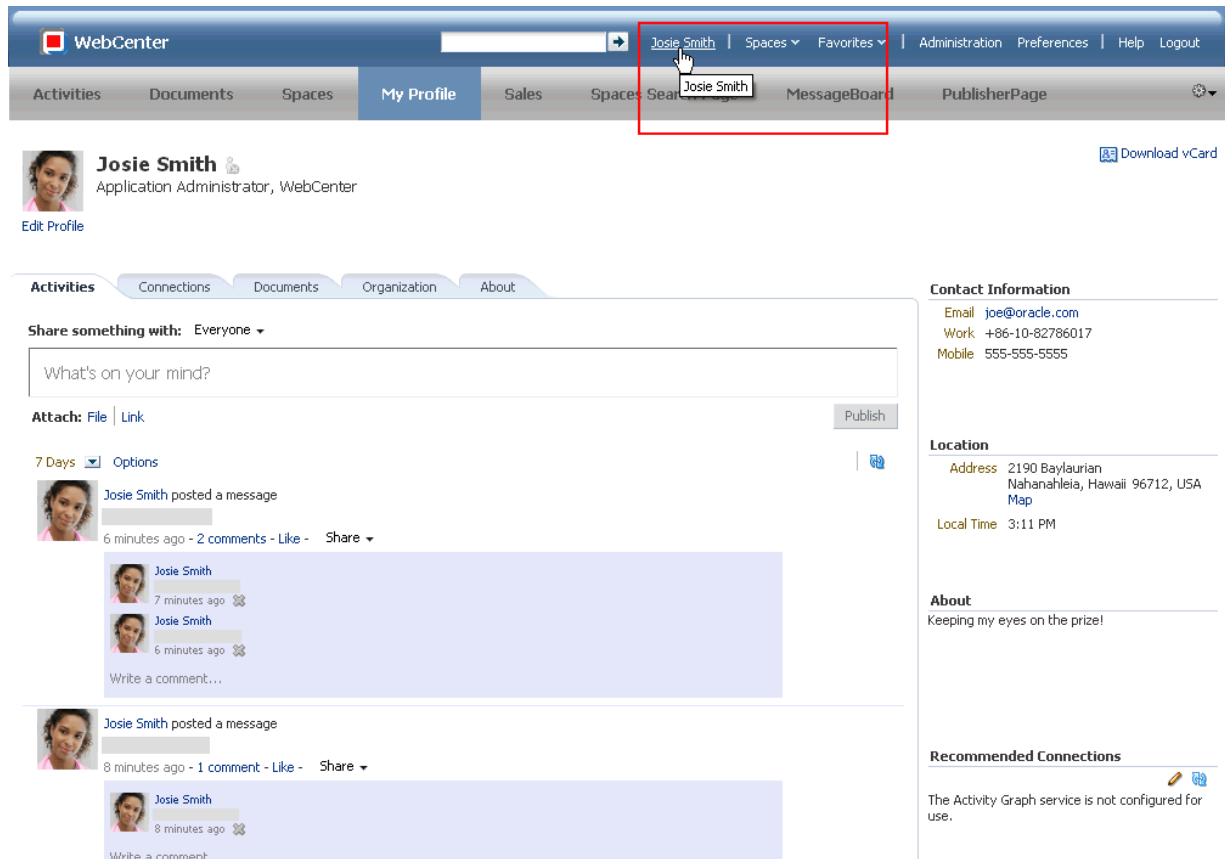 WebCenter
Josie Smith | Spaces | Favorites | Administration Preferences | Help Logout
Josie Smith
Activities Documents Spaces My Profile Sales Spaces Page MessageBoard PublisherPage
Josie Smith
Application Administrator, WebCenter
Edit Profile
Download vCard
Activities Connections Documents Organization About
Share something with: Everyone
What's on your mind?
Attach: File | Link
Publish
7 Days Options
Josie Smith posted a message
6 minutes ago - 2 comments - Like - Share
Josie Smith
7 minutes ago
Josie Smith
6 minutes ago
Write a comment...
Josie Smith posted a message
8 minutes ago - 1 comment - Like - Share
Josie Smith
8 minutes ago
Write a comment
Contact Information
Email joe@oracle.com
Work +86-10-82786017
Mobile 555-555-5555
Location
Address 2190 Baylaurian
Nahanahleia, Hawaii 96712, USA
Map
Local Time 3:11 PM
About
Keeping my eyes on the prize!
Recommended Connections
The Activity Graph service is not configured for
use.